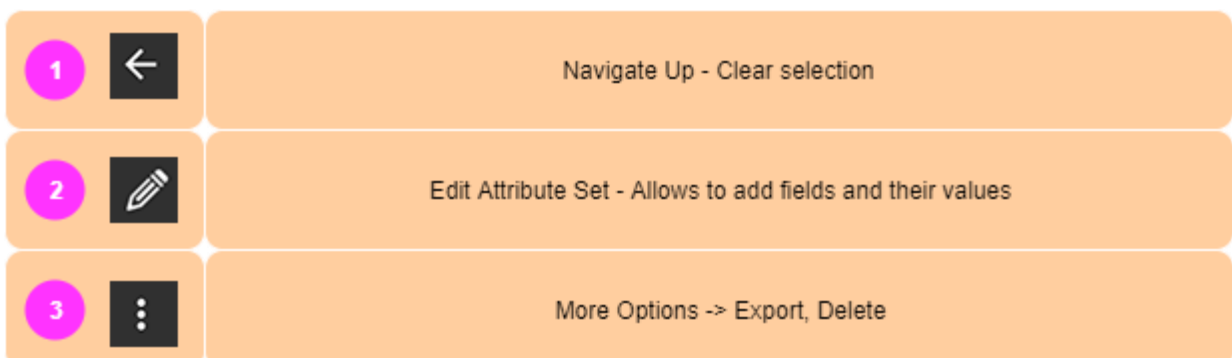 1 Navigate Up - Clear selection
2 Edit Attribute Set - Allows to add fields and their values
3 More Options -> Export, Delete